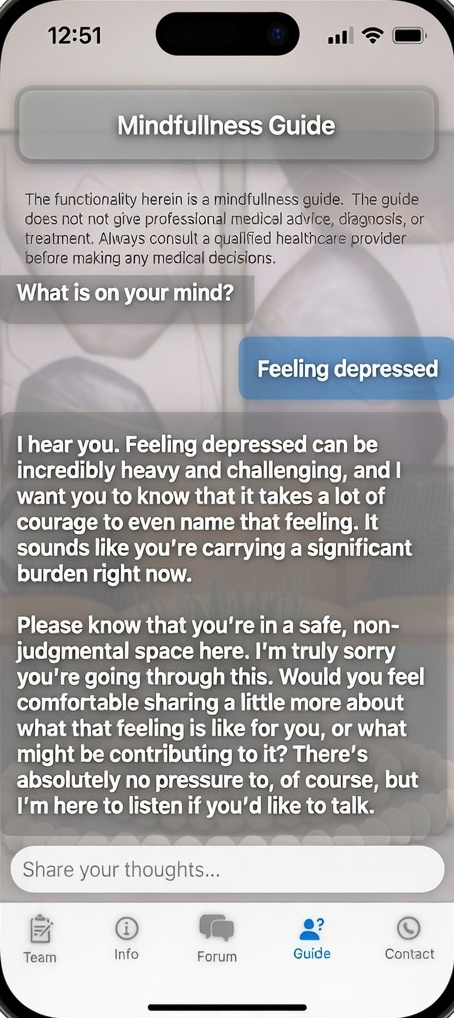 12:51
Mindfullness Guide
The functionality herein is a mindfullness guide. The guide
does not not give professional medical advice, diagnosis, or
treatment. Always consult a qualified healthcare provider
before making any medical decisions.
What is on your mind?
Feeling depressed
I hear you. Feeling depressed can be
incredibly heavy and challenging, and I
want you to know that it takes a lot of
courage to even name that feeling. It
sounds like you're carrying a significant
burden right now.
Please know that you're in a safe, non-
judgmental space here. I'm truly sorry
you're going through this. Would you feel
comfortable sharing a little more about
what that feeling is like for you, or what
might be contributing to it? There's
absolutely no pressure to, of course, but
I'm here to listen if you'd like to talk.
Share your thoughts...
Team
Info
Forum
Guide
Contact